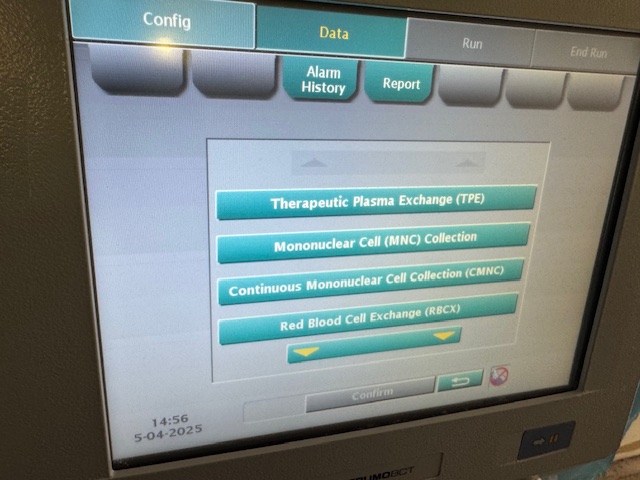 Config
Data
Run
End Run
Alarm
History
Report
Therapeutic Plasma Exchange (TPE)
Mononuclear Cell (MNC) Collection
Continuous Mononuclear Cell Collection (CMNC)
Red Blood Cell Exchange (RBCX)
Confirm
14:56
5-04-2025